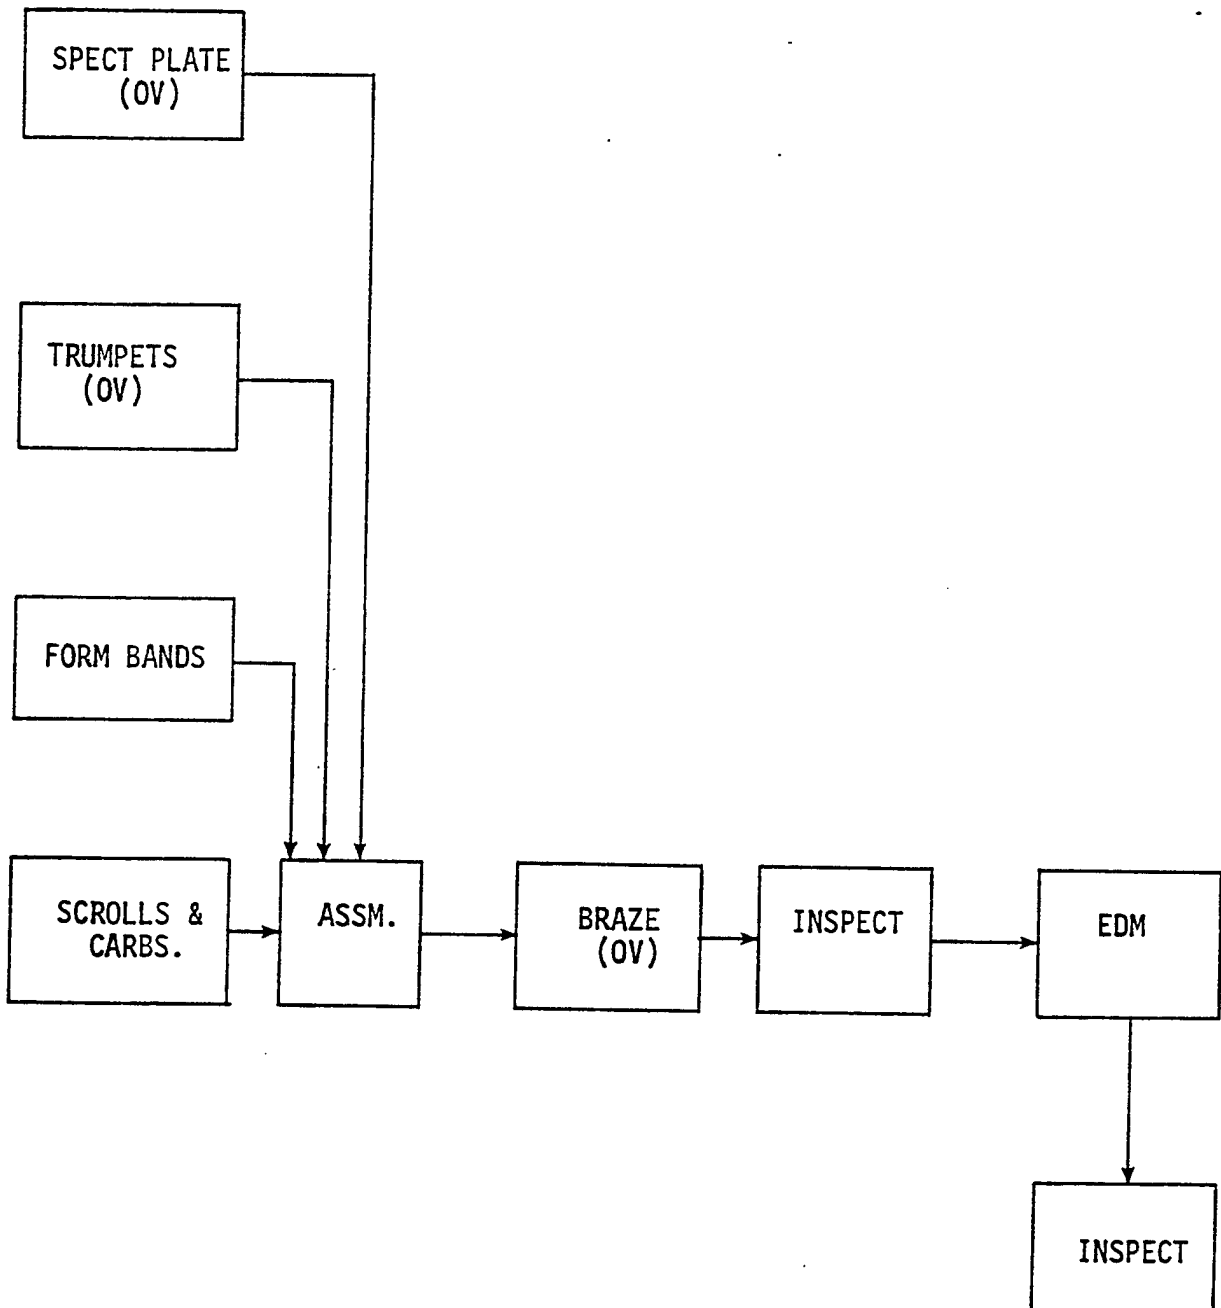 SPECT PLATE
(OV)
TRUMPETS
(OV)
FORM BANDS
SCROLLS &
CARBS.
ASSM.
BRAZE
(OV)
INSPECT
EDM
INSPECT